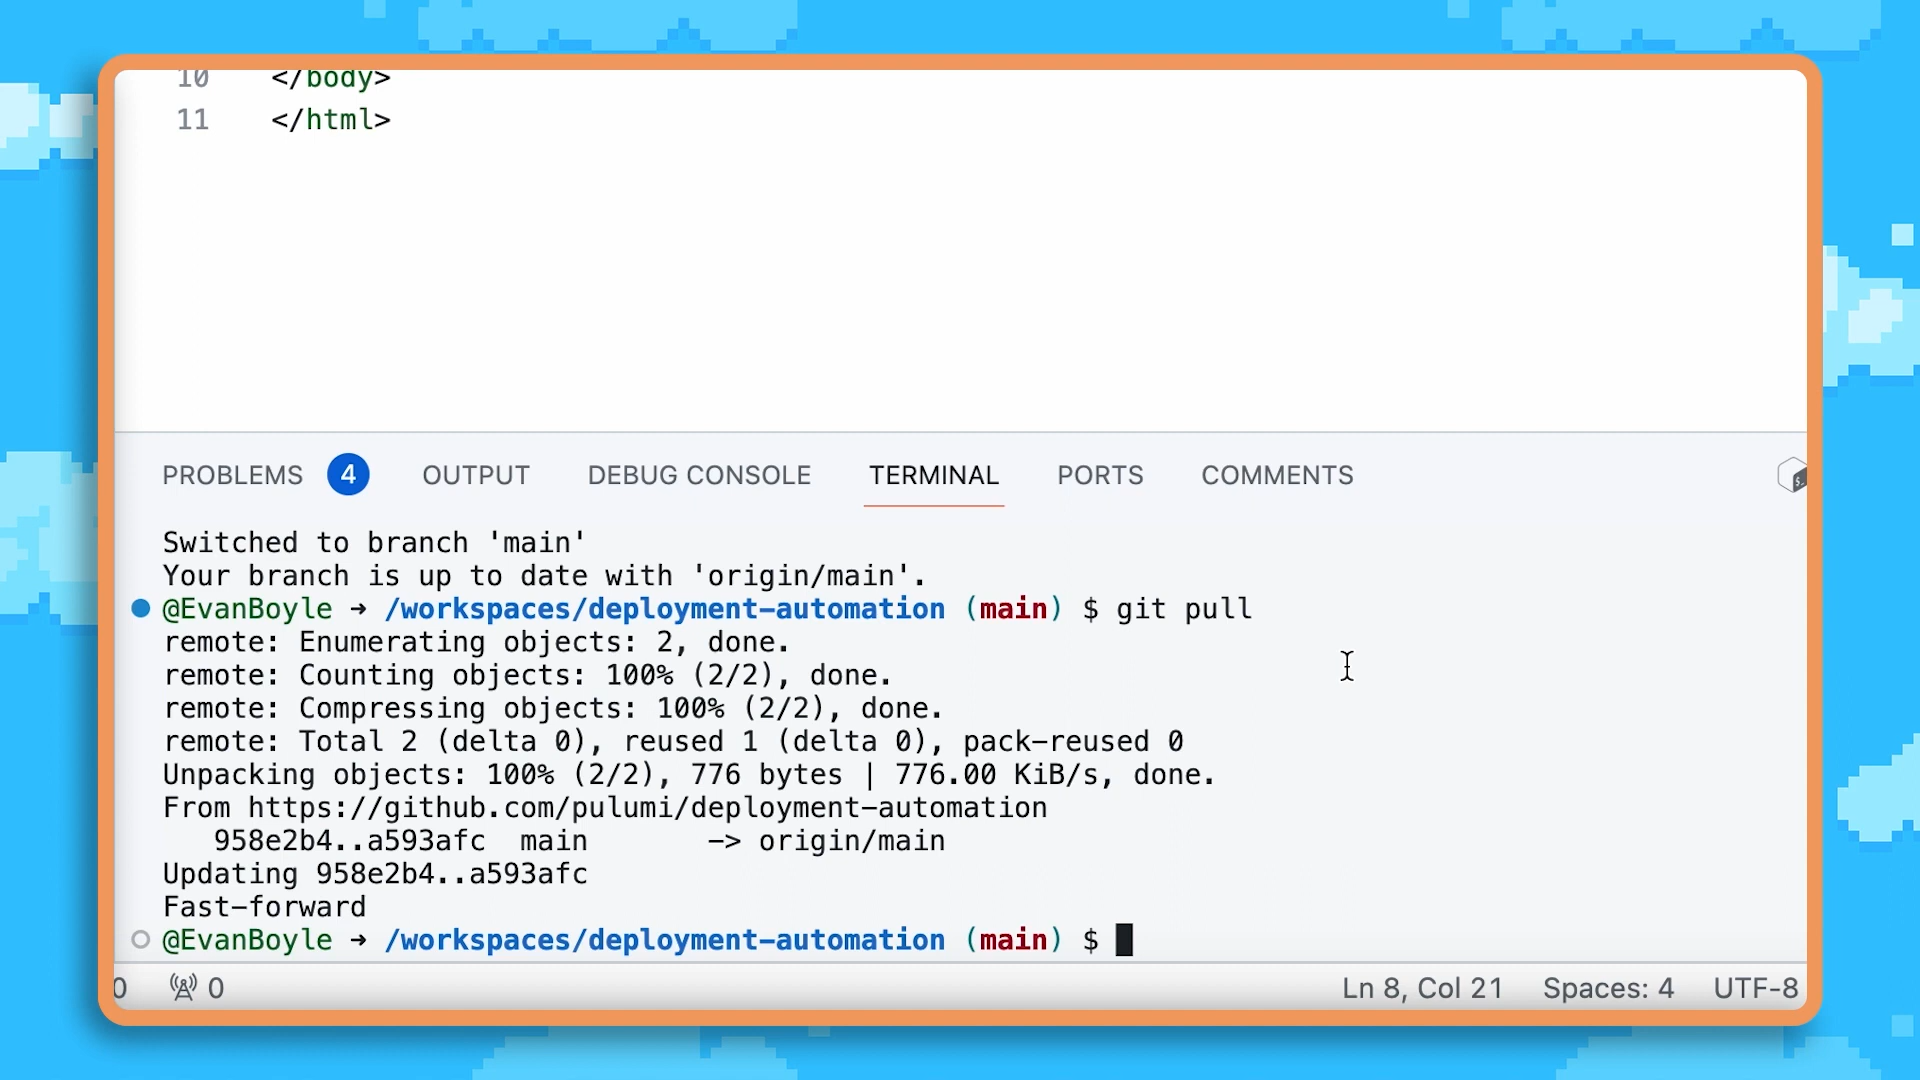 10 </body>
11 </html>
PROBLEMS 4 OUTPUT DEBUG CONSOLE TERMINAL PORTS COMMENTS
Switched to branch 'main'
Your branch is up to date with 'origin/main'.
@EvanBoyle → /workspaces/deployment-automation (main) $ git pull
remote: Enumerating objects: 2, done.
remote: Counting objects: 100% (2/2), done.
remote: Compressing objects: 100% (2/2), done.
remote: Total 2 (delta 0), reused 1 (delta 0), pack-reused 0
Unpacking objects: 100% (2/2), 776 bytes | 776.00 KiB/s, done.
From https://github.com/pulumi/deployment-automation
   958e2b4..a593afc  main       -> origin/main
Updating 958e2b4..a593afc
Fast-forward
@EvanBoyle → /workspaces/deployment-automation (main) $
0 0 Ln 8, Col 21 Spaces: 4 UTF-8